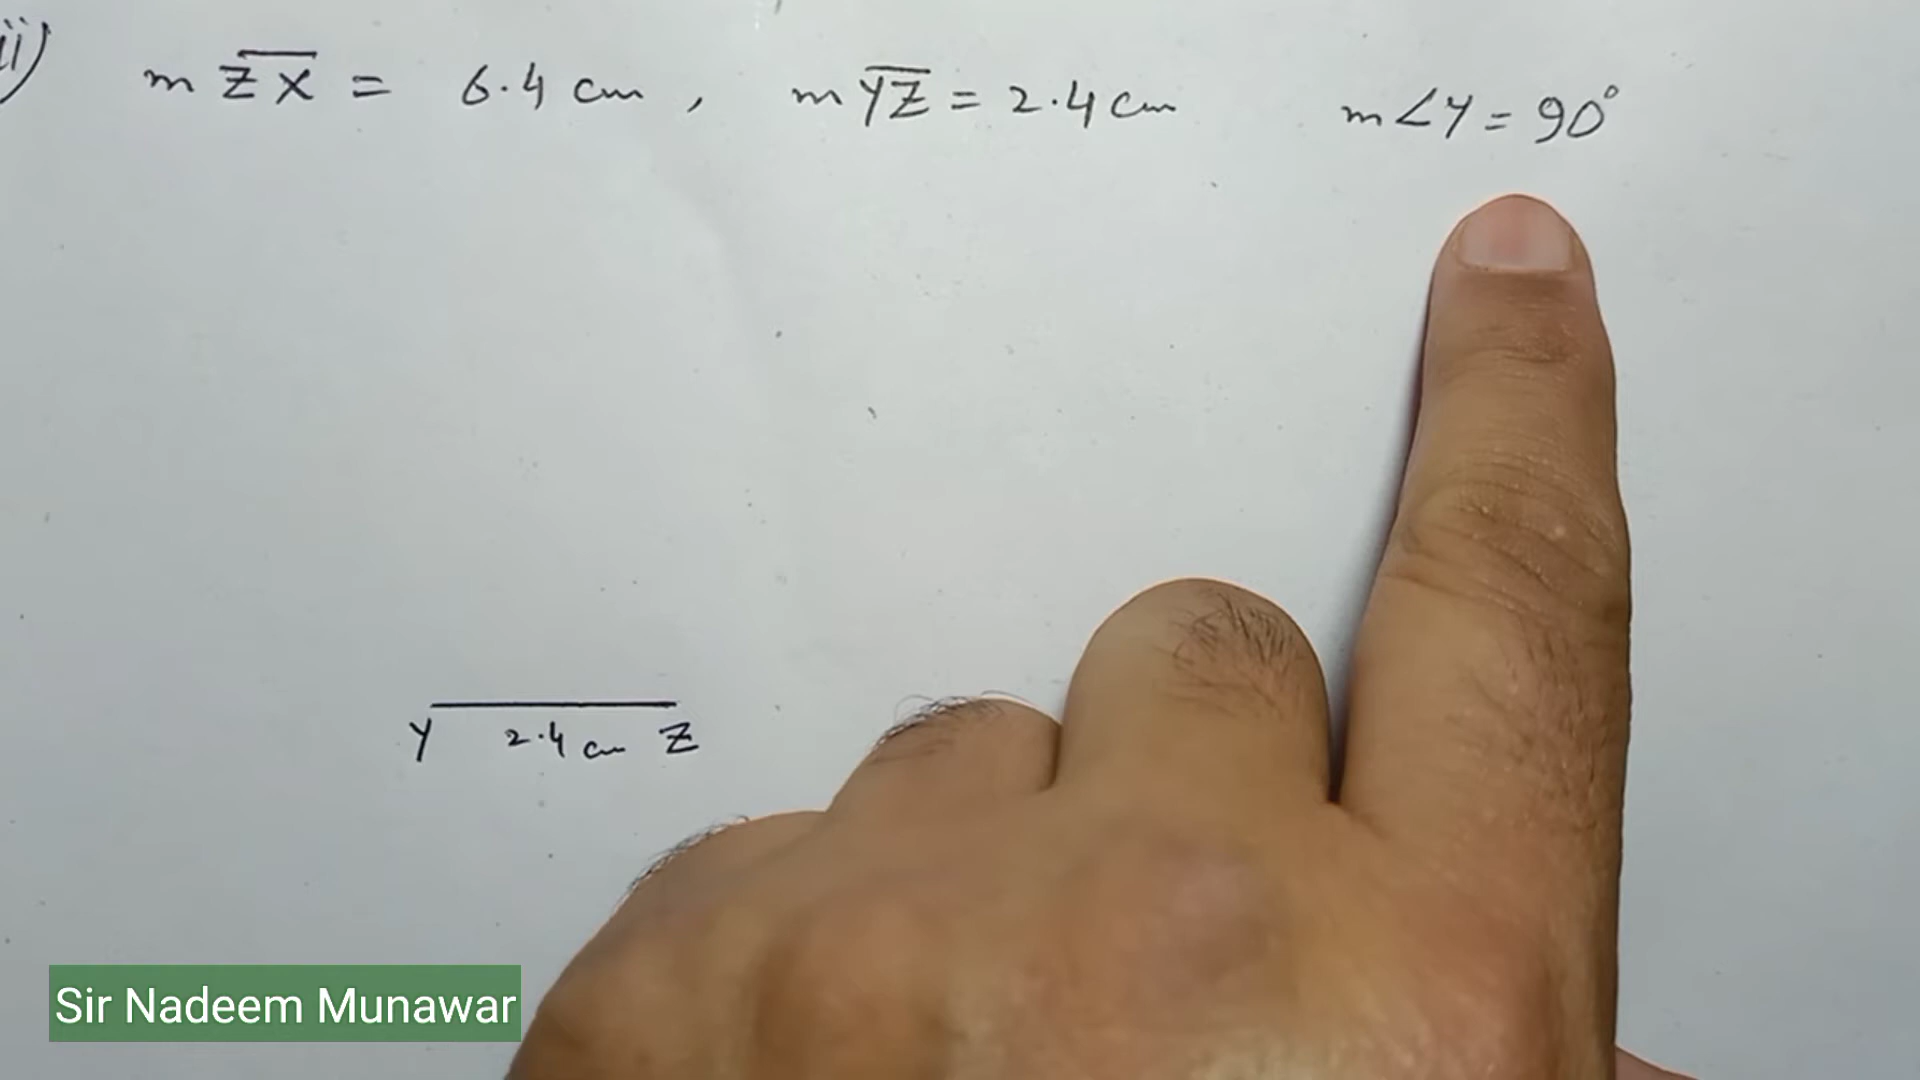 ii) m ZX = 6.4 cm , m YZ = 2.4 cm m∠Y = 90°
Y 2.4 cm Z
Sir Nadeem Munawar